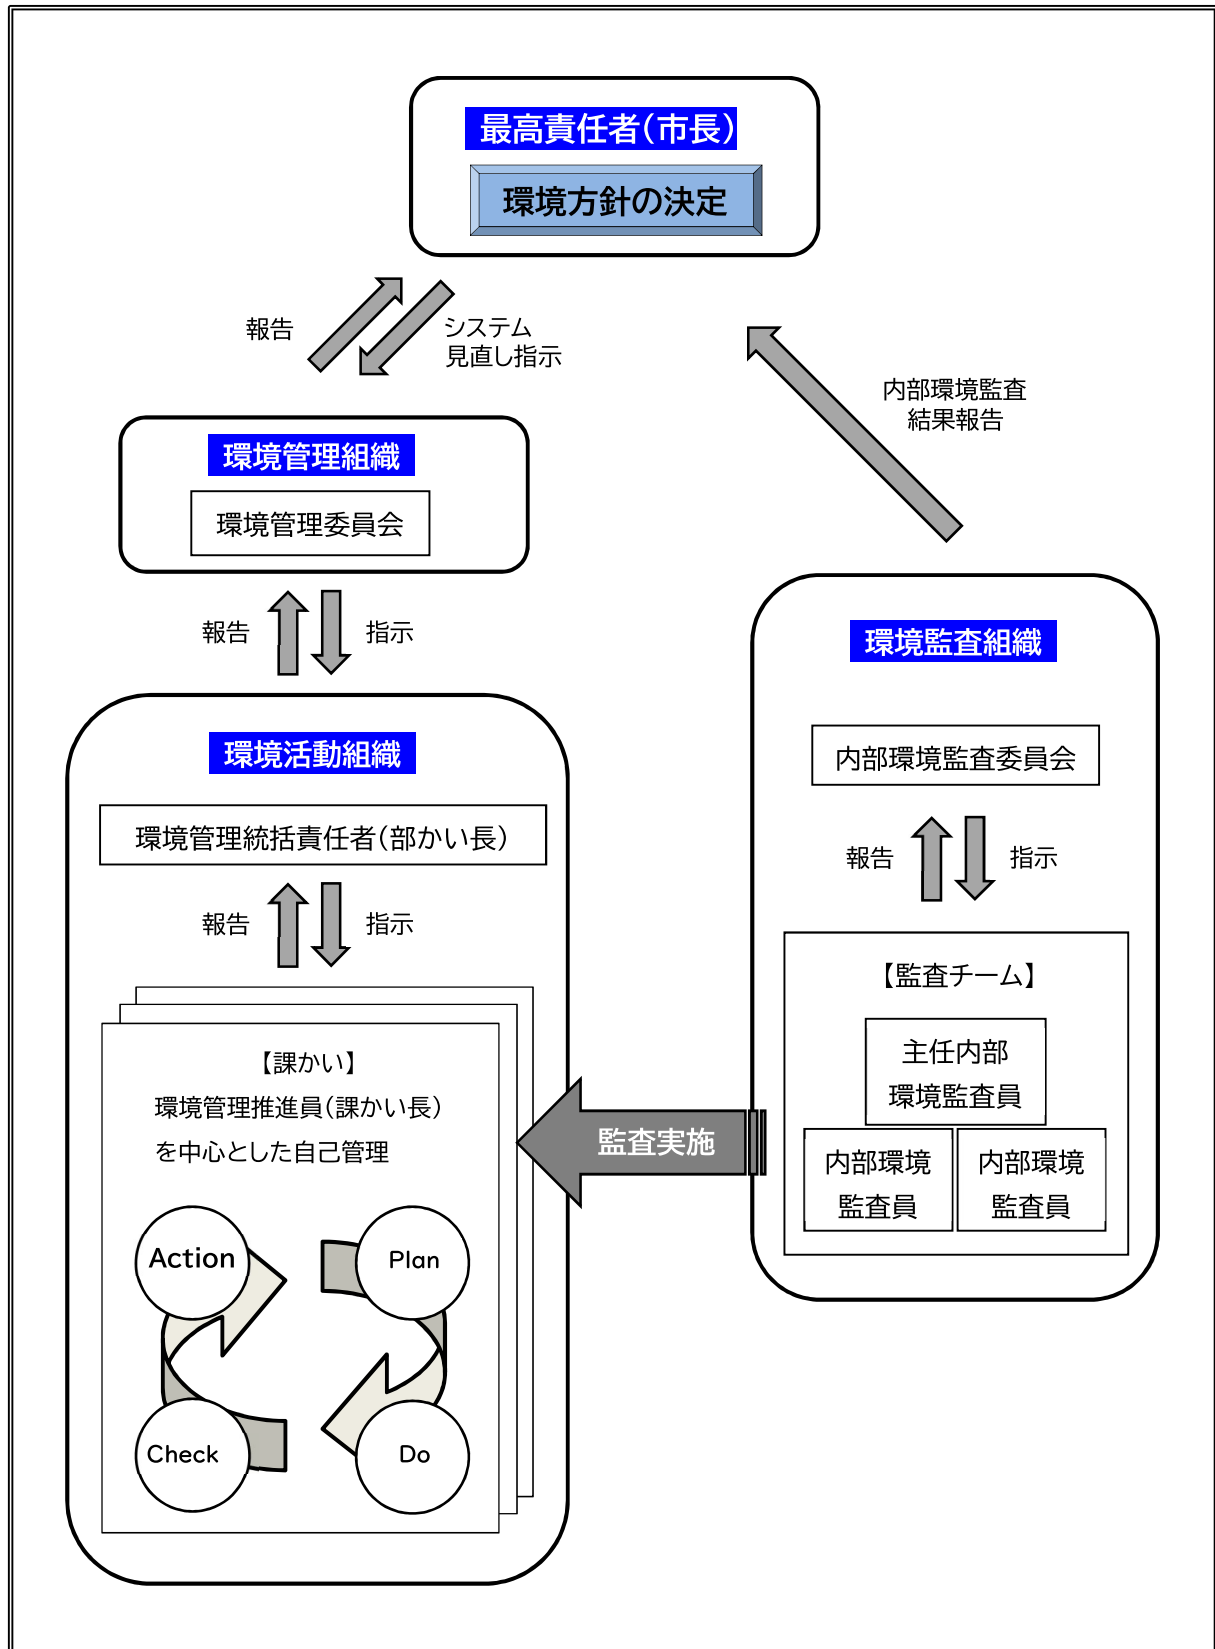 最高責任者(市長)
環境方針の決定
報告
システム
見直し指示
内部環境監査
結果報告
環境管理組織
環境管理委員会
報告
指示
環境活動組織
環境管理統括責任者(部かい長)
報告
指示
【課かい】
環境管理推進員(課かい長)
を中心とした自己管理
Action
Plan
Check
Do
監査実施
環境監査組織
内部環境監査委員会
報告
指示
【監査チーム】
主任内部
環境監査員
内部環境
監査員
内部環境
監査員